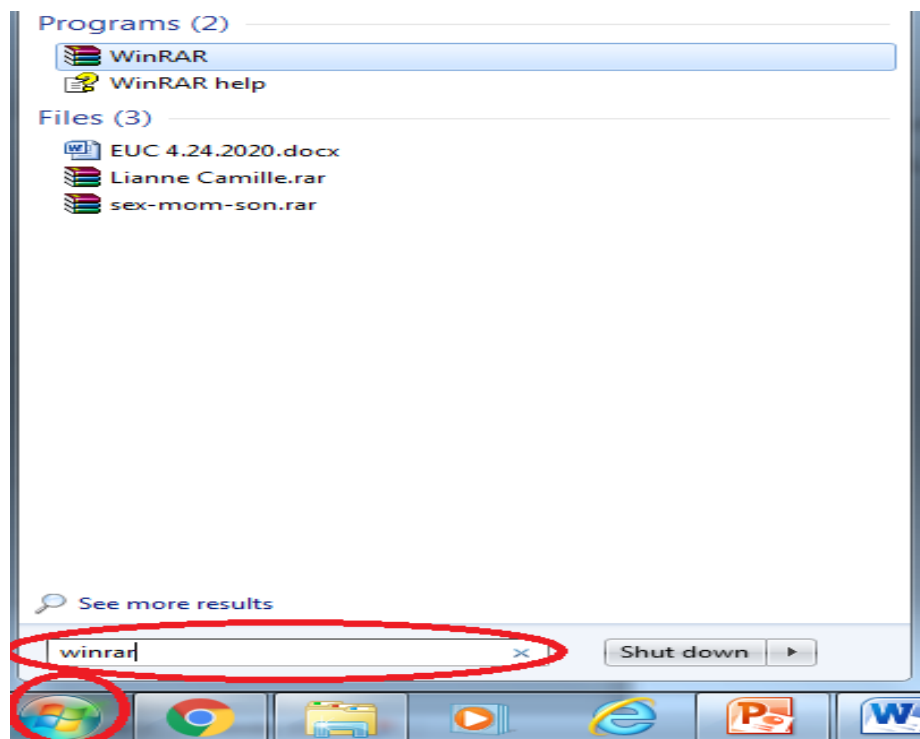 Programs (2)
WinRAR
WinRAR help
Files (3)
EUC 4.24.2020.docx
Lianne Camille.rar
sex-mom-son.rar
See more results
winrar
Shut down